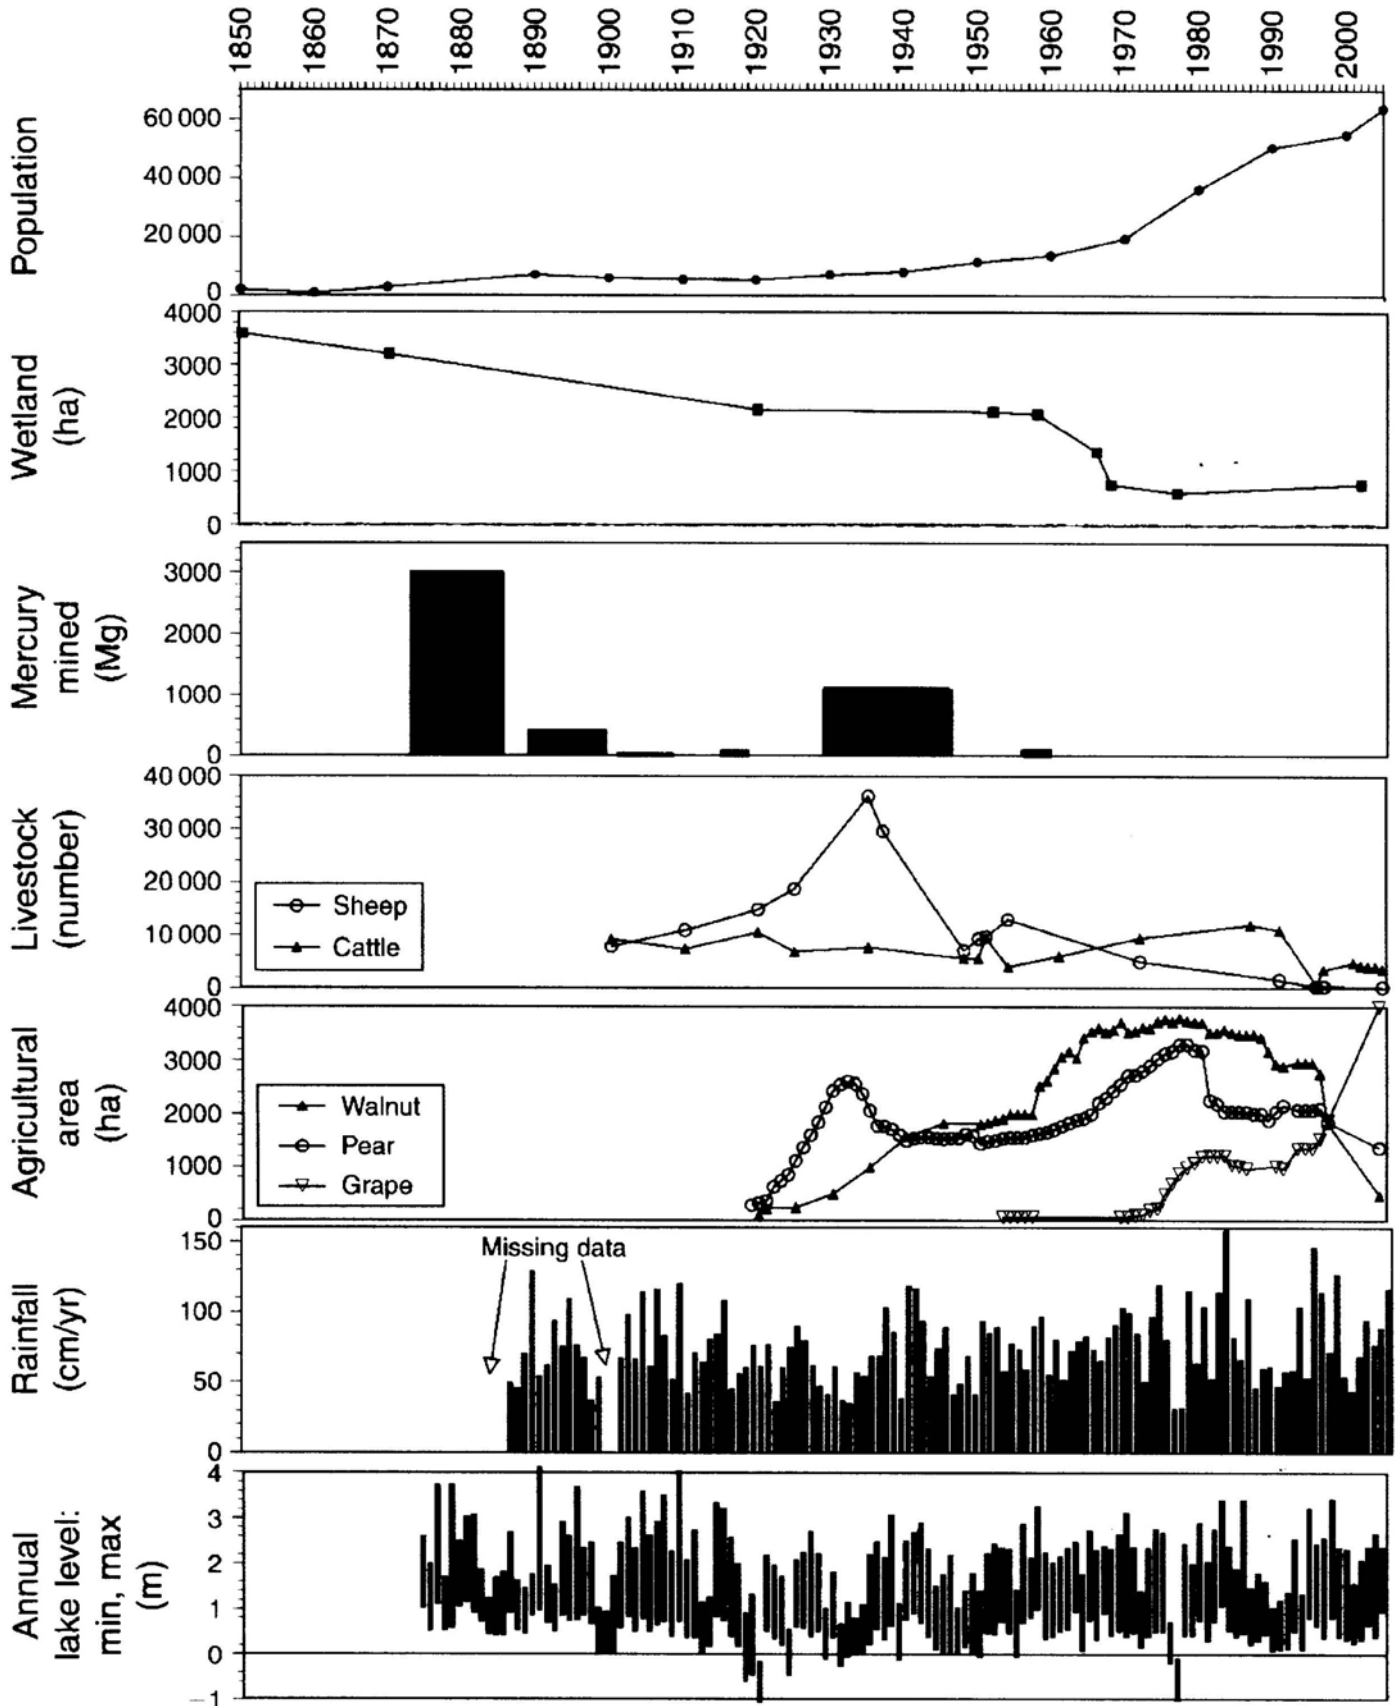 1850 1860 1870 1880 1890 1900 1910 1920 1930 1940 1950 1960 1970 1980 1990 2000
Population
60 000
40 000
20 000
0
Wetland
(ha)
4000
3000
2000
1000
0
Mercury
mined
(Mg)
3000
2000
1000
0
Livestock
(number)
40 000
30 000
20 000
10 000
0
Sheep
Cattle
Agricultural
area
(ha)
4000
3000
2000
1000
0
Walnut
Pear
Grape
Rainfall
(cm/yr)
150
100
50
0
Missing data
Annual
lake level:
min, max
(m)
4
3
2
1
0
-1